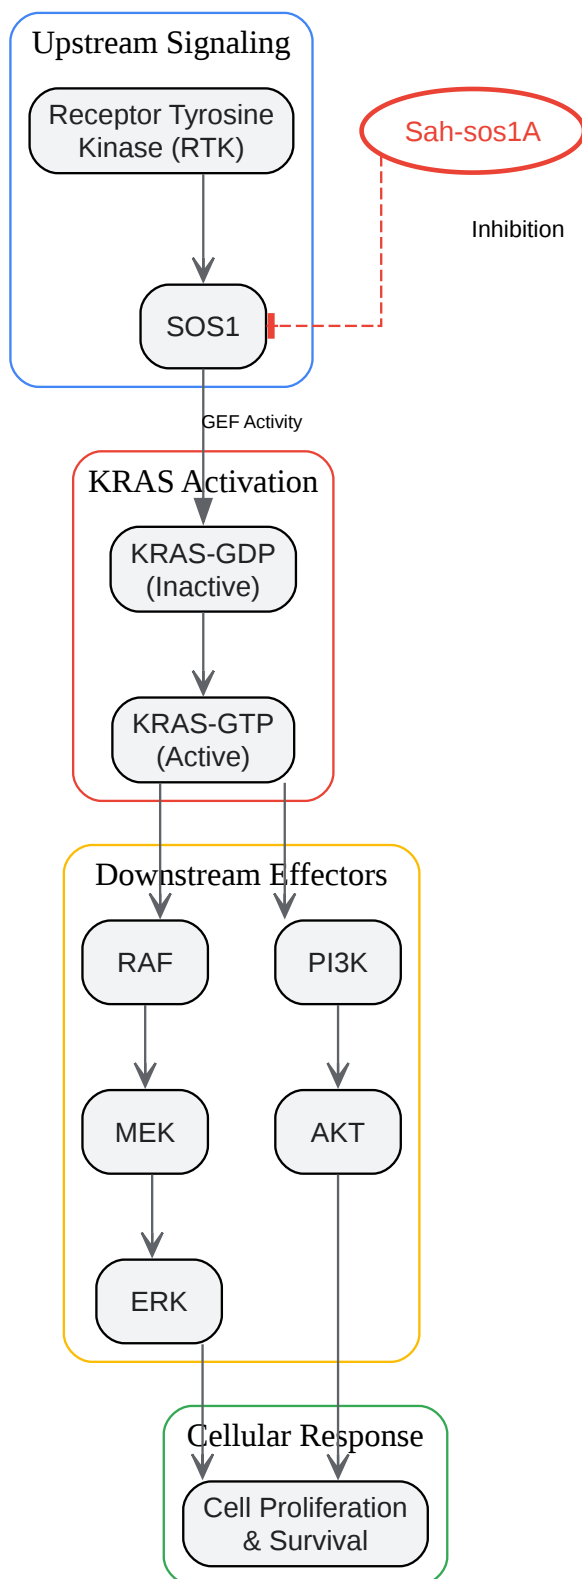 Upstream Signaling
Receptor Tyrosine
Kinase (RTK)
Sah-sos1A
Inhibition
SOS1
GEF Activity
KRAS Activation
KRAS-GDP
(Inactive)
KRAS-GTP
(Active)
Downstream Effectors
RAF
PI3K
MEK
AKT
ERK
Cellular Response
Cell Proliferation
& Survival